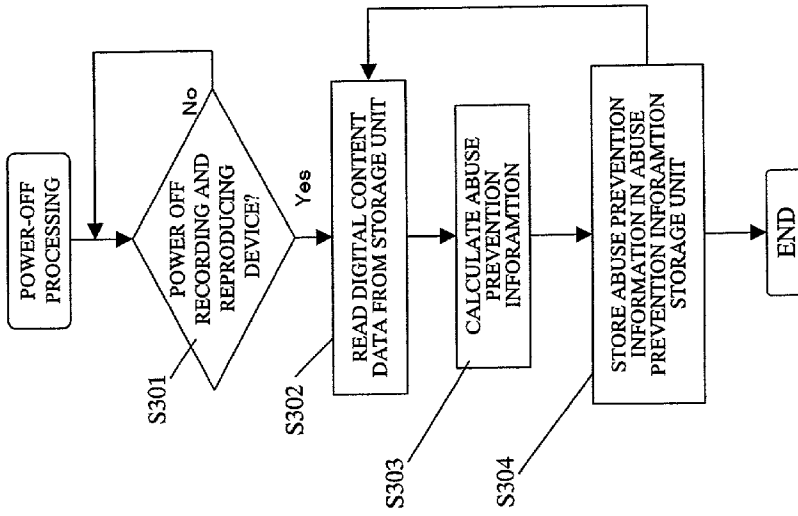 POWER-OFF
PROCESSING
POWER OFF
RECORDING AND
REPRODUCING
DEVICE?
No
Yes
S301
READ DIGITAL CONTENT
DATA FROM STORAGE UNIT
S302
CALCULATE ABUSE
PREVENTION
INFORAMTION
S303
STORE ABUSE PREVENTION
INFORMATION IN ABUSE
PREVENTION INFORAMTION
STORAGE UNIT
S304
END